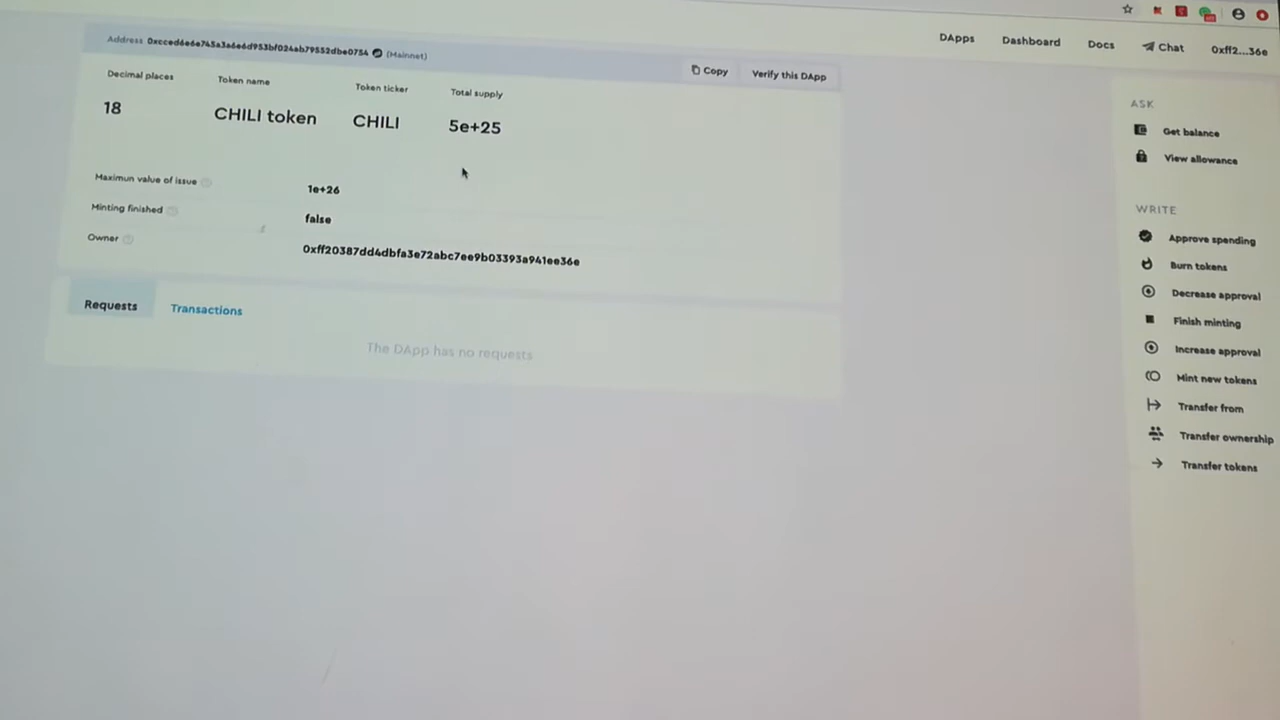 DApps Dashboard Docs Chat 0xff2...36e
Address 0xcced6e6a745a3a6e6d953bf024ab79552dbe0754 (Mainnet)
Copy Verify this DApp
Decimal places Token name Token ticker Total supply
18 CHILI token CHILI 5e+25
Maximun value of issue 1e+26
Minting finished false
Owner 0xff20387dd4dbfa3e72abc7ee9b03393a941ee36e
Requests Transactions
The DApp has no requests
ASK
Get balance
View allowance
WRITE
Approve spending
Burn tokens
Decrease approval
Finish minting
Increase approval
Mint new tokens
Transfer from
Transfer ownership
Transfer tokens